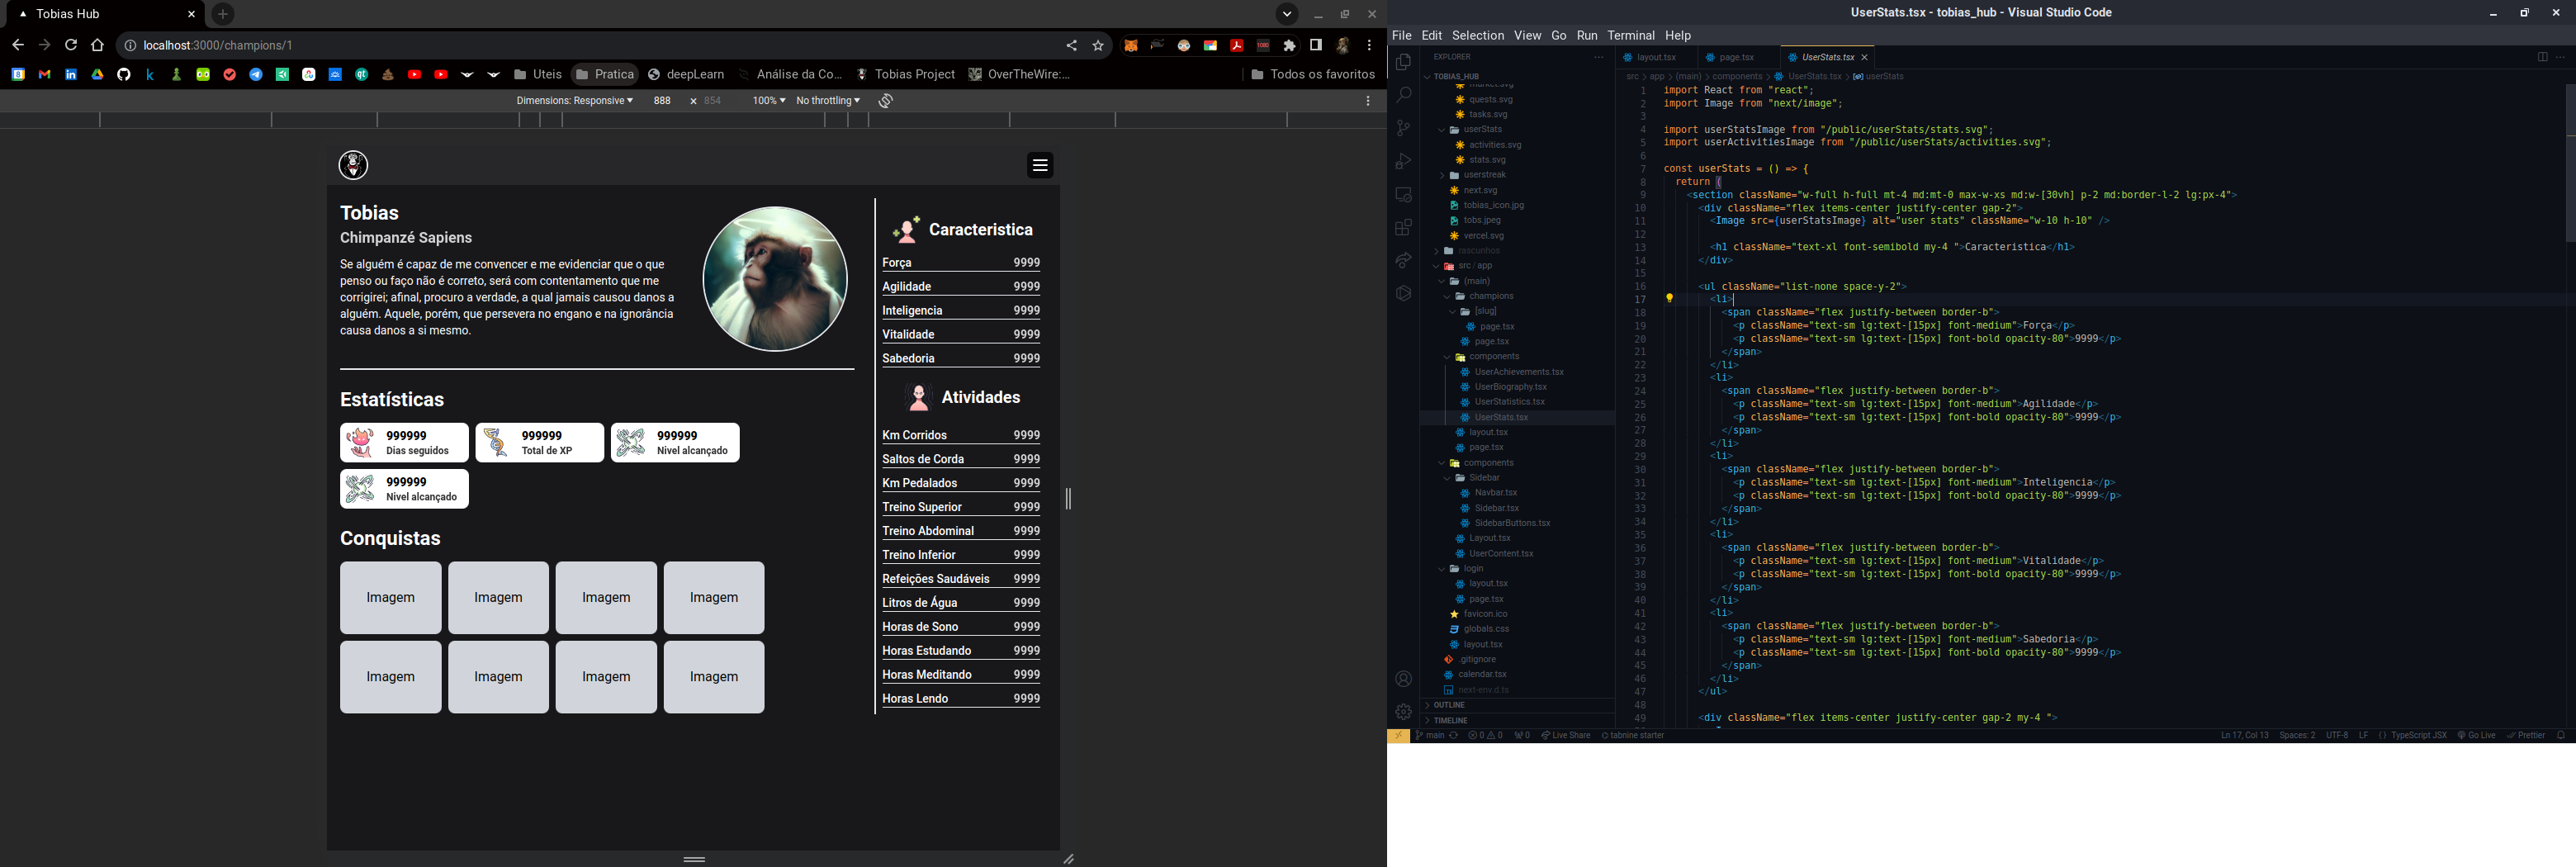 Tobias Hub
localhost:3000/champions/1
Uteis
Pratica
deepLearn
Análise da Co...
Tobias Project
OverTheWire:...
Todos os favoritos
Dimensions: Responsive
888
×
854
100%
No throttling
Tobias
Chimpanzé Sapiens
Se alguém é capaz de me convencer e me evidenciar que o que
penso ou faço não é correto, será com contentamento que me
corrigirei; afinal, procuro a verdade, a qual jamais causou danos a
alguém. Aquele, porém, que persevera no engano e na ignorância
causa danos a si mesmo.
Estatísticas
999999
Dias seguidos
999999
Total de XP
999999
Nivel alcançado
999999
Nivel alcançado
Conquistas
Imagem
Imagem
Imagem
Imagem
Imagem
Imagem
Imagem
Imagem
Caracteristica
Força 9999
Agilidade 9999
Inteligencia 9999
Vitalidade 9999
Sabedoria 9999
Atividades
Km Corridos 9999
Saltos de Corda 9999
Km Pedalados 9999
Treino Superior 9999
Treino Abdominal 9999
Treino Inferior 9999
Refeições Saudáveis 9999
Litros de Água 9999
Horas de Sono 9999
Horas Estudando 9999
Horas Meditando 9999
Horas Lendo 9999
UserStats.tsx - tobias_hub - Visual Studio Code
File Edit Selection View Go Run Terminal Help
EXPLORER
TOBIAS_HUB
quests.svg
tasks.svg
userStats
activities.svg
stats.svg
userstreak
next.svg
tobias_icon.jpg
tobs.jpeg
vercel.svg
rascunhos
src / app
(main)
champions
[slug]
page.tsx
page.tsx
components
UserAchievements.tsx
UserBiography.tsx
UserStatistics.tsx
UserStats.tsx
layout.tsx
page.tsx
components
Sidebar
Navbar.tsx
Sidebar.tsx
SidebarButtons.tsx
Layout.tsx
UserContent.tsx
login
layout.tsx
page.tsx
favicon.ico
globals.css
layout.tsx
.gitignore
calendar.tsx
next-env.d.ts
OUTLINE
TIMELINE
layout.tsx
page.tsx
UserStats.tsx
src > app > (main) > components > UserStats.tsx > userStats
1 import React from "react";
2 import Image from "next/image";
3
4 import userStatsImage from "/public/userStats/stats.svg";
5 import userActivitiesImage from "/public/userStats/activities.svg";
6
7 const userStats = () => {
8 return (
9 <section className="w-full h-full mt-4 md:mt-0 max-w-xs md:w-[30vh] p-2 md:border-l-2 lg:px-4">
10 <div className="flex items-center justify-center gap-2">
11 <Image src={userStatsImage} alt="user stats" className="w-10 h-10" />
12
13 <h1 className="text-xl font-semibold my-4 ">Caracteristica</h1>
14 </div>
15
16 <ul className="list-none space-y-2">
17 <li>
18 <span className="flex justify-between border-b">
19 <p className="text-sm lg:text-[15px] font-medium">Força</p>
20 <p className="text-sm lg:text-[15px] font-bold opacity-80">9999</p>
21 </span>
22 </li>
23 <li>
24 <span className="flex justify-between border-b">
25 <p className="text-sm lg:text-[15px] font-medium">Agilidade</p>
26 <p className="text-sm lg:text-[15px] font-bold opacity-80">9999</p>
27 </span>
28 </li>
29 <li>
30 <span className="flex justify-between border-b">
31 <p className="text-sm lg:text-[15px] font-medium">Inteligencia</p>
32 <p className="text-sm lg:text-[15px] font-bold opacity-80">9999</p>
33 </span>
34 </li>
35 <li>
36 <span className="flex justify-between border-b">
37 <p className="text-sm lg:text-[15px] font-medium">Vitalidade</p>
38 <p className="text-sm lg:text-[15px] font-bold opacity-80">9999</p>
39 </span>
40 </li>
41 <li>
42 <span className="flex justify-between border-b">
43 <p className="text-sm lg:text-[15px] font-medium">Sabedoria</p>
44 <p className="text-sm lg:text-[15px] font-bold opacity-80">9999</p>
45 </span>
46 </li>
47 </ul>
48
49 <div className="flex items-center justify-center gap-2 my-4 ">
main
0
0
0
Live Share
tabnine starter
Ln 17, Col 13
Spaces: 2
UTF-8
LF
TypeScript JSX
Go Live
Prettier